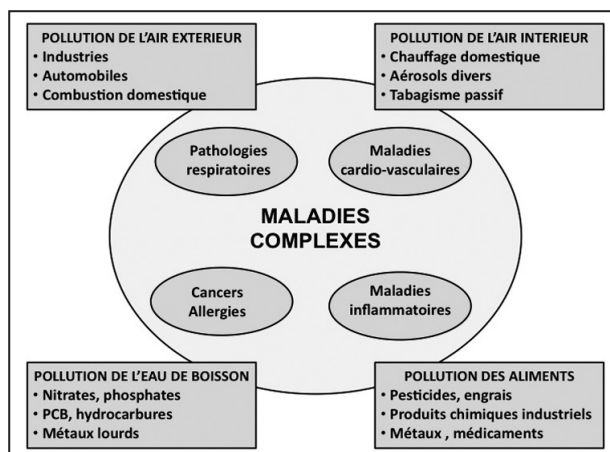 POLLUTION DE L'AIR EXTERIEUR
• Industries
• Automobiles
• Combustion domestique
POLLUTION DE L'AIR INTERIEUR
• Chauffage domestique
• Aérosols divers
• Tabagisme passif
Pathologies
respiratoires
Maladies
cardio-vasculaires
MALADIES
COMPLEXES
Cancers
Allergies
Maladies
inflammatoires
POLLUTION DE L'EAU DE BOISSON
• Nitrates, phosphates
• PCB, hydrocarbures
• Métaux lourds
POLLUTION DES ALIMENTS
• Pesticides, engrais
• Produits chimiques industriels
• Métaux , médicaments